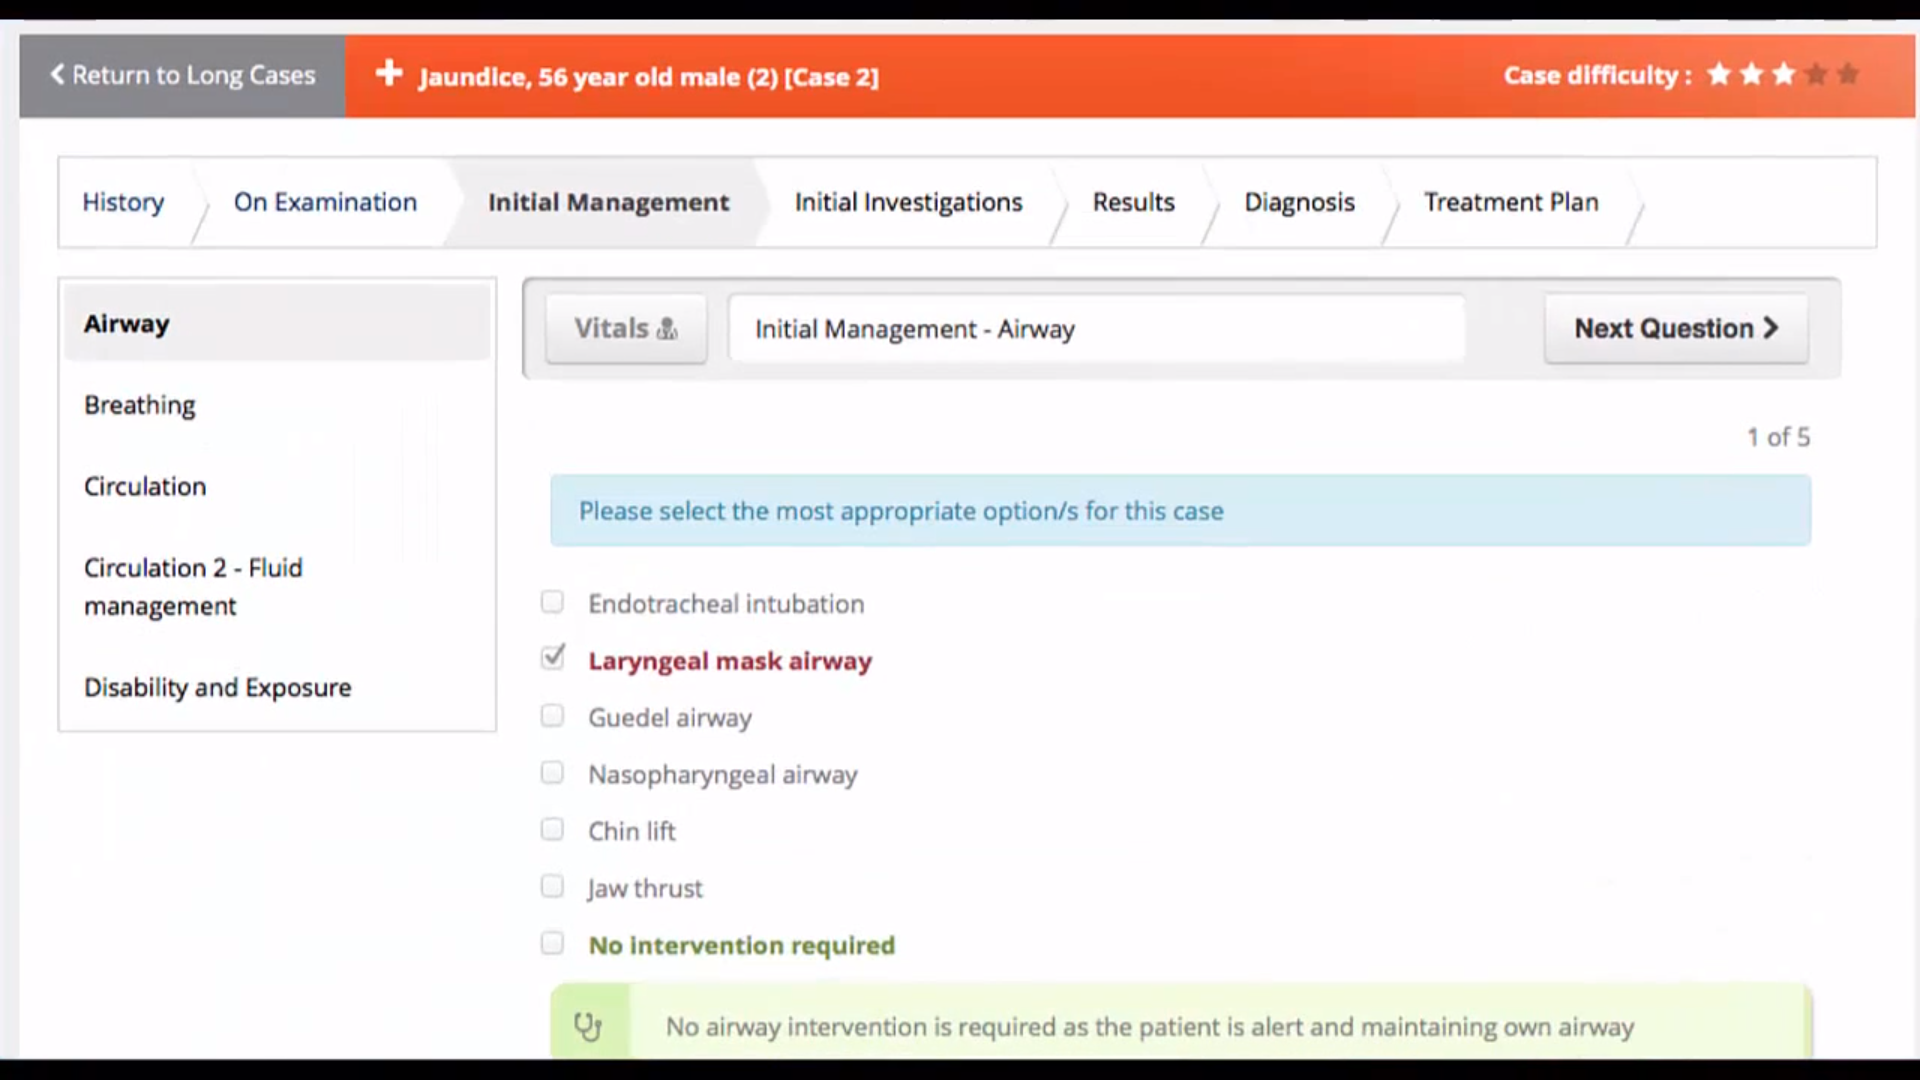 Return to Long Cases
Jaundice, 56 year old male (2) [Case 2]
Case difficulty :
History
On Examination
Initial Management
Initial Investigations
Results
Diagnosis
Treatment Plan
Airway
Breathing
Circulation
Circulation 2 - Fluid
management
Disability and Exposure
Vitals
Initial Management - Airway
Next Question
1 of 5
Please select the most appropriate option/s for this case
Endotracheal intubation
Laryngeal mask airway
Guedel airway
Nasopharyngeal airway
Chin lift
Jaw thrust
No intervention required
No airway intervention is required as the patient is alert and maintaining own airway